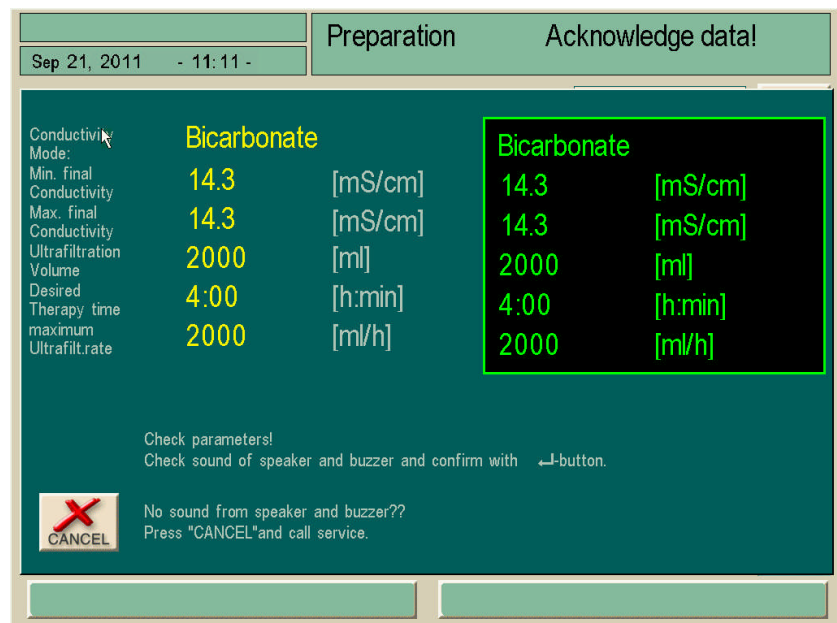 Preparation Acknowledge data!
Sep 21, 2011 - 11:11 -
Conductivity
Mode:
Bicarbonate
Min. final
Conductivity
14.3 [mS/cm]
Max. final
Conductivity
14.3 [mS/cm]
Ultrafiltration
Volume
2000 [ml]
Desired
Therapy time
4:00 [h:min]
maximum
Ultrafilt.rate
2000 [ml/h]
Bicarbonate
14.3 [mS/cm]
14.3 [mS/cm]
2000 [ml]
4:00 [h:min]
2000 [ml/h]
Check parameters!
Check sound of speaker and buzzer and confirm with ↵-button.
No sound from speaker and buzzer??
Press "CANCEL"and call service.
CANCEL